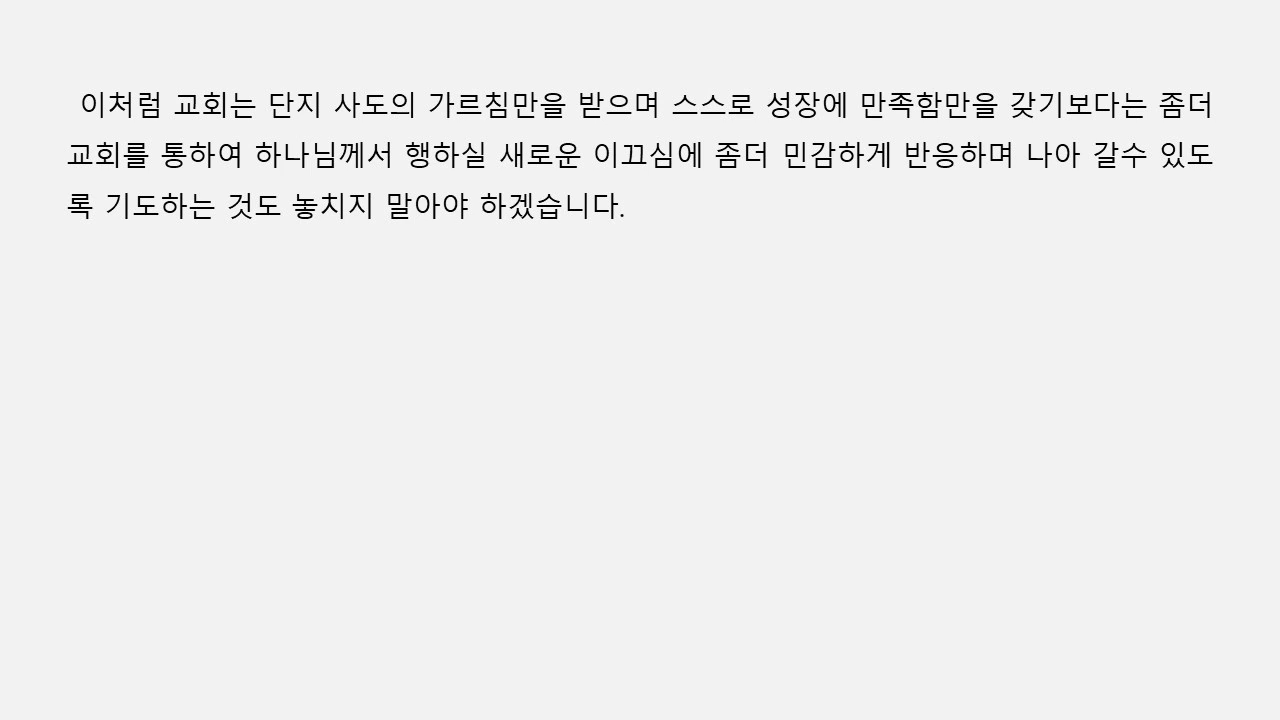 이처럼 교회는 단지 사도의 가르침만을 받으며 스스로 성장에 만족함만을 갖기보다는 좀더
교회를 통하여 하나님께서 행하실 새로운 이끄심에 좀더 민감하게 반응하며 나아 갈수 있도
록 기도하는 것도 놓치지 말아야 하겠습니다.